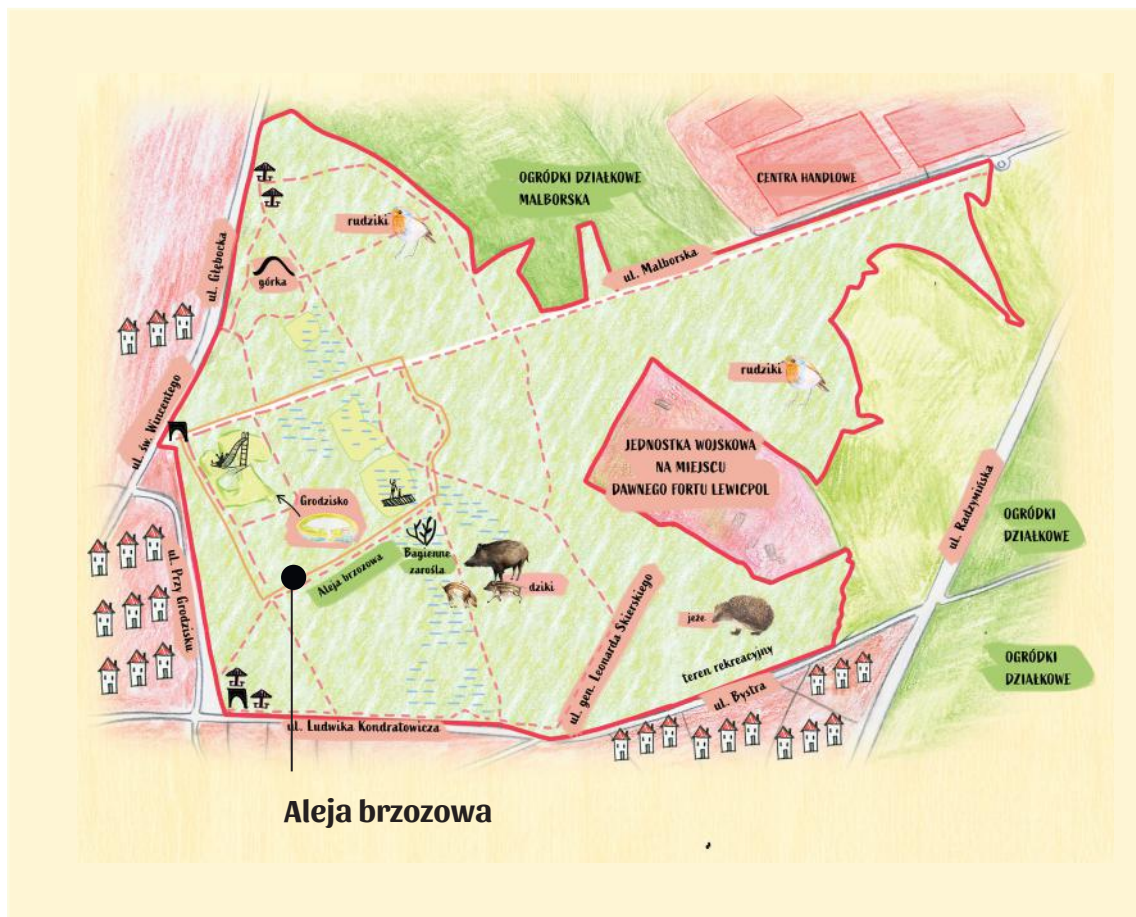 OGRÓDKI DZIAŁKOWE
MALBORSKA
CENTRA HANDLOWE
rudziki
ul. Głębocka
górka
ul. Malborska
ul. św. Wincentego
rudziki
JEDNOSTKA WOJSKOWA
NA MIEJSCU
DAWNEGO FORTU LEWICPOL
Grodzisko
ul. Radzymińska
OGRÓDKI
DZIAŁKOWE
ul. Przy Grodzisku
Aleja brzozowa
Bagienne
zarośla
dziki
ul. gen. Leonarda Skierskiego
jeże
teren rekreacyjny
OGRÓDKI
DZIAŁKOWE
ul. Bystra
ul. Ludwika Kondratowicza
Aleja brzozowa